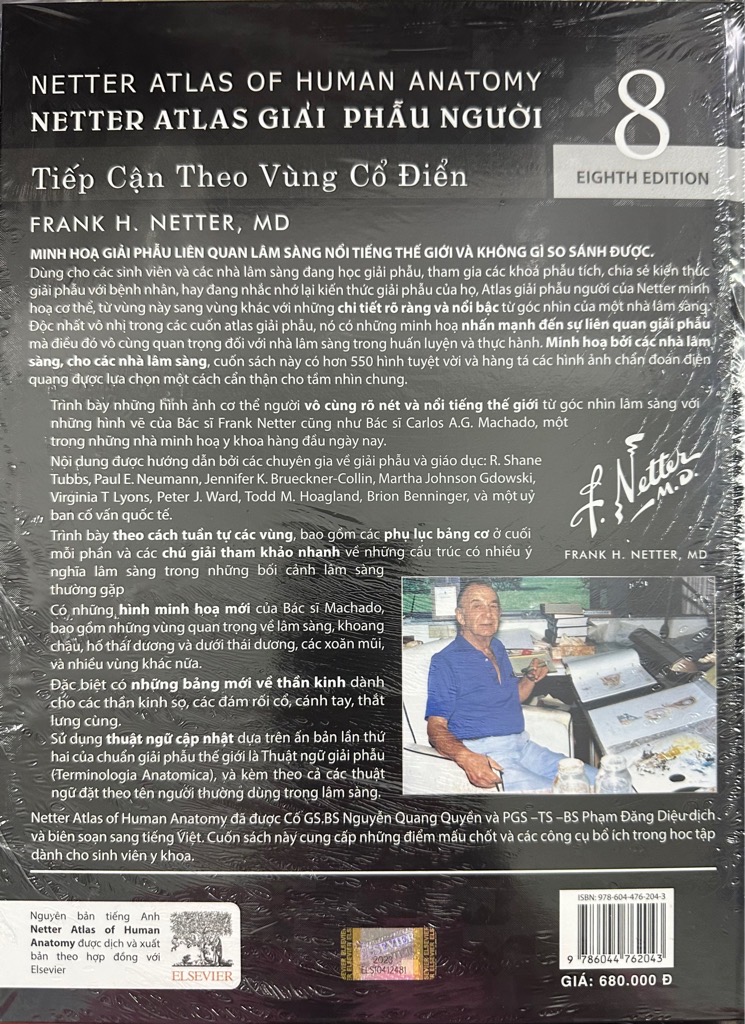 NETTER ATLAS OF HUMAN ANATOMY
NETTER ATLAS GIẢI PHẪU NGƯỜI
8
EIGHTH EDITION
Tiếp Cận Theo Vùng Cổ Điển
FRANK H. NETTER, MD
MINH HOẠ GIẢI PHẪU LIÊN QUAN LÂM SÀNG NỔI TIẾNG THẾ GIỚI VÀ KHÔNG GÌ SO SÁNH ĐƯỢC.
Dùng cho các sinh viên và các nhà lâm sàng đang học giải phẫu, tham gia các khoá phẫu tích, chia sẻ kiến thức
giải phẫu với bệnh nhân, hay đang nhắc nhớ lại kiến thức giải phẫu của họ, Atlas giải phẫu người của Netter minh
hoạ cơ thể, từ vùng này sang vùng khác với những chi tiết rõ ràng và nổi bậc từ góc nhìn của một nhà lâm sàng.
Độc nhất vô nhị trong các cuốn atlas giải phẫu, nó có những minh hoạ nhấn mạnh đến sự liên quan giải phẫu
mà điều đó vô cùng quan trọng đối với nhà lâm sàng trong huấn luyện và thực hành. Minh hoạ bởi các nhà lâm
sàng, cho các nhà lâm sàng, cuốn sách này có hơn 550 hình tuyệt vời và hàng tá các hình ảnh chẩn đoán điện
quang được lựa chọn một cách cẩn thận cho tầm nhìn chung.
Trình bày những hình ảnh cơ thể người vô cùng rõ nét và nổi tiếng thế giới từ góc nhìn lâm sàng với
những hình vẽ của Bác sĩ Frank Netter cũng như Bác sĩ Carlos A.G. Machado, một
trong những nhà minh hoạ y khoa hàng đầu ngày nay.
Nội dung được hướng dẫn bởi các chuyên gia về giải phẫu và giáo dục: R. Shane
Tubbs, Paul E. Neumann, Jennifer K. Brueckner-Collin, Martha Johnson Gdowski,
Virginia T Lyons, Peter J. Ward, Todd M. Hoagland, Brion Benninger, và một uỷ
ban cố vấn quốc tế.
Trình bày theo cách tuần tự các vùng, bao gồm các phụ lục bảng cơ ở cuối
mỗi phần và các chú giải tham khảo nhanh về những cấu trúc có nhiều ý
nghĩa lâm sàng trong những bối cảnh lâm sàng
thường gặp
Có những hình minh hoạ mới của Bác sĩ Machado,
bao gồm những vùng quan trọng về lâm sàng, khoang
chậu, hố thái dương và dưới thái dương, các xoăn mũi,
và nhiều vùng khác nữa.
Đặc biệt có những bảng mới về thần kinh dành
cho các thần kinh sọ, các đám rối cổ, cánh tay, thắt
lưng cùng.
Sử dụng thuật ngữ cập nhật dựa trên ấn bản lần thứ
hai của chuẩn giải phẫu thế giới là Thuật ngữ giải phẫu
(Terminologia Anatomica), và kèm theo cả các thuật
ngữ đặt theo tên người thường dùng trong lâm sàng.
F. Netter M.D.
FRANK H. NETTER, MD
Netter Atlas of Human Anatomy đã được Cố GS.BS Nguyễn Quang Quyền và PGS –TS –BS Phạm Đăng Diệu dịch
và biên soạn sang tiếng Việt. Cuốn sách này cung cấp những điểm mấu chốt và các công cụ bổ ích trong học tập
dành cho sinh viên y khoa.
Nguyên bản tiếng Anh
Netter Atlas of Human
Anatomy được dịch và xuất
bản theo hợp đồng với
Elsevier
ELSEVIER
ELSEVIER
2023
ELS10412481
ISBN: 978-604-476-204-3
9 786044 762043
GIÁ: 680.000 Đ